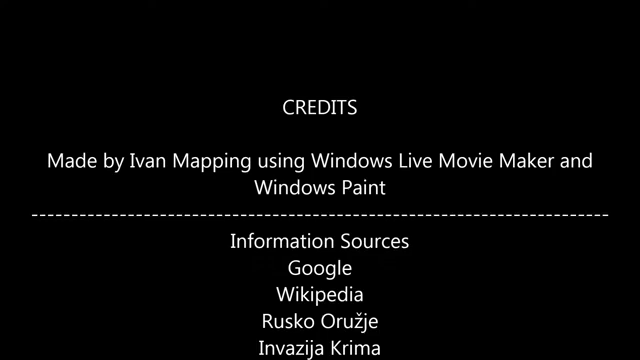 CREDITS
Made by Ivan Mapping using Windows Live Movie Maker and
Windows Paint
------------------------------------------------------------------------
Information Sources
Google
Wikipedia
Rusko Oružje
Invazija Krima